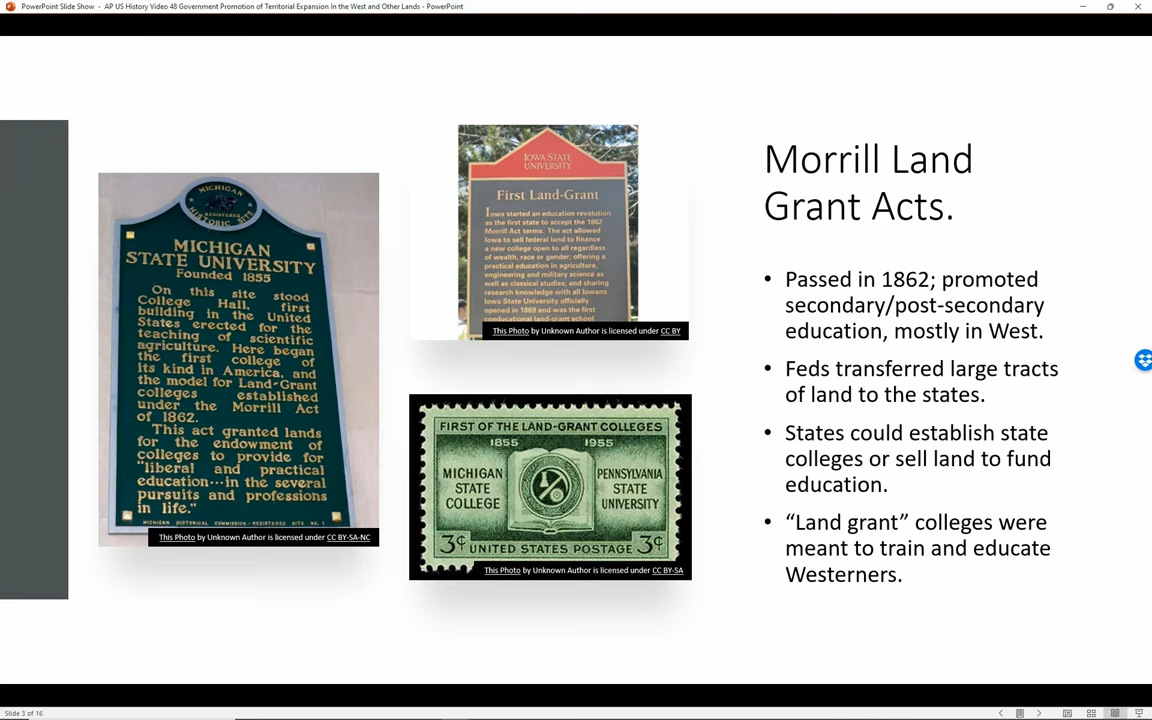 PowerPoint Slide Show - AP US History Video 48 Government Promotion of Territorial Expansion In the West and Other Lands - PowerPoint
MICHIGAN
REGISTERED
HISTORIC SITE
MICHIGAN
STATE UNIVERSITY
Founded 1855
On this site stood
College Hall, first
building in the United
States erected for the
teaching of scientific
agriculture. Here began
the first college of
its kind in America, and
the model for Land-Grant
colleges established
under the Morrill Act
of 1862.
This act granted lands
for the endowment of
colleges to provide for
"liberal and practical
education...in the several
pursuits and professions
in life."
MICHIGAN HISTORICAL COMMISSION - REGISTERED SITE NO. 1
This Photo by Unknown Author is licensed under CC BY-SA-NC
IOWA STATE
UNIVERSITY
First Land-Grant
Iowa started an education revolution
as the first state to accept the 1862
Morrill Act terms. The act allowed
Iowa to sell federal land to finance
a new college open to all regardless
of wealth, race or gender; offering a
practical education in agriculture,
engineering and military science as
well as classical studies; and sharing
research knowledge with all Iowans.
Iowa State University officially
opened in 1869 and was the first
coeducational land-grant school.
This Photo by Unknown Author is licensed under CC BY
FIRST OF THE LAND-GRANT COLLEGES
1855 1955
MICHIGAN
STATE
COLLEGE
PENNSYLVANIA
STATE
UNIVERSITY
3¢ UNITED STATES POSTAGE 3¢
This Photo by Unknown Author is licensed under CC BY-SA
Morrill Land
Grant Acts.
• Passed in 1862; promoted
secondary/post-secondary
education, mostly in West.
• Feds transferred large tracts
of land to the states.
• States could establish state
colleges or sell land to fund
education.
• “Land grant” colleges were
meant to train and educate
Westerners.
Slide 3 of 16